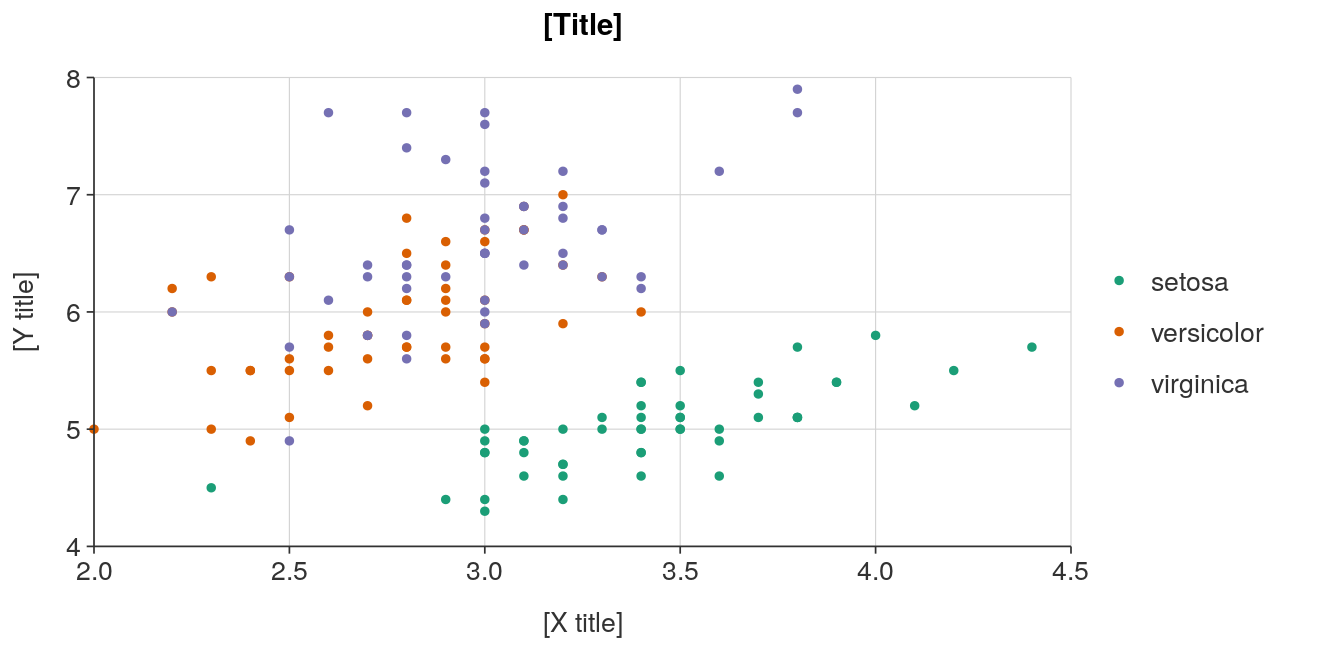 [Title]
8
7
6
5
4
[Y title]
2.0 2.5 3.0 3.5 4.0 4.5
[X title]
setosa
versicolor
virginica